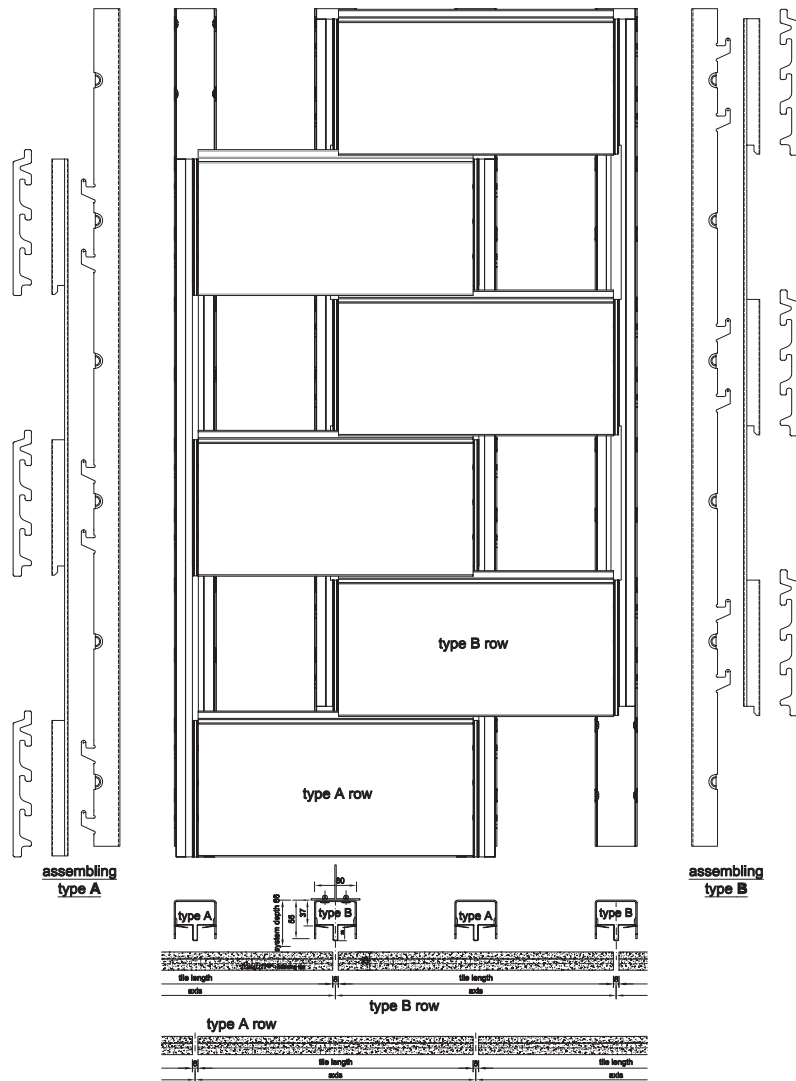 type B row
type A row
assembling
type A
assembling
type B
60
type A
type B
type A
type B
system depth 66
55
37
tile length
tile length
axis
axis
type B row
type A row
tile length
tile length
axis
axis